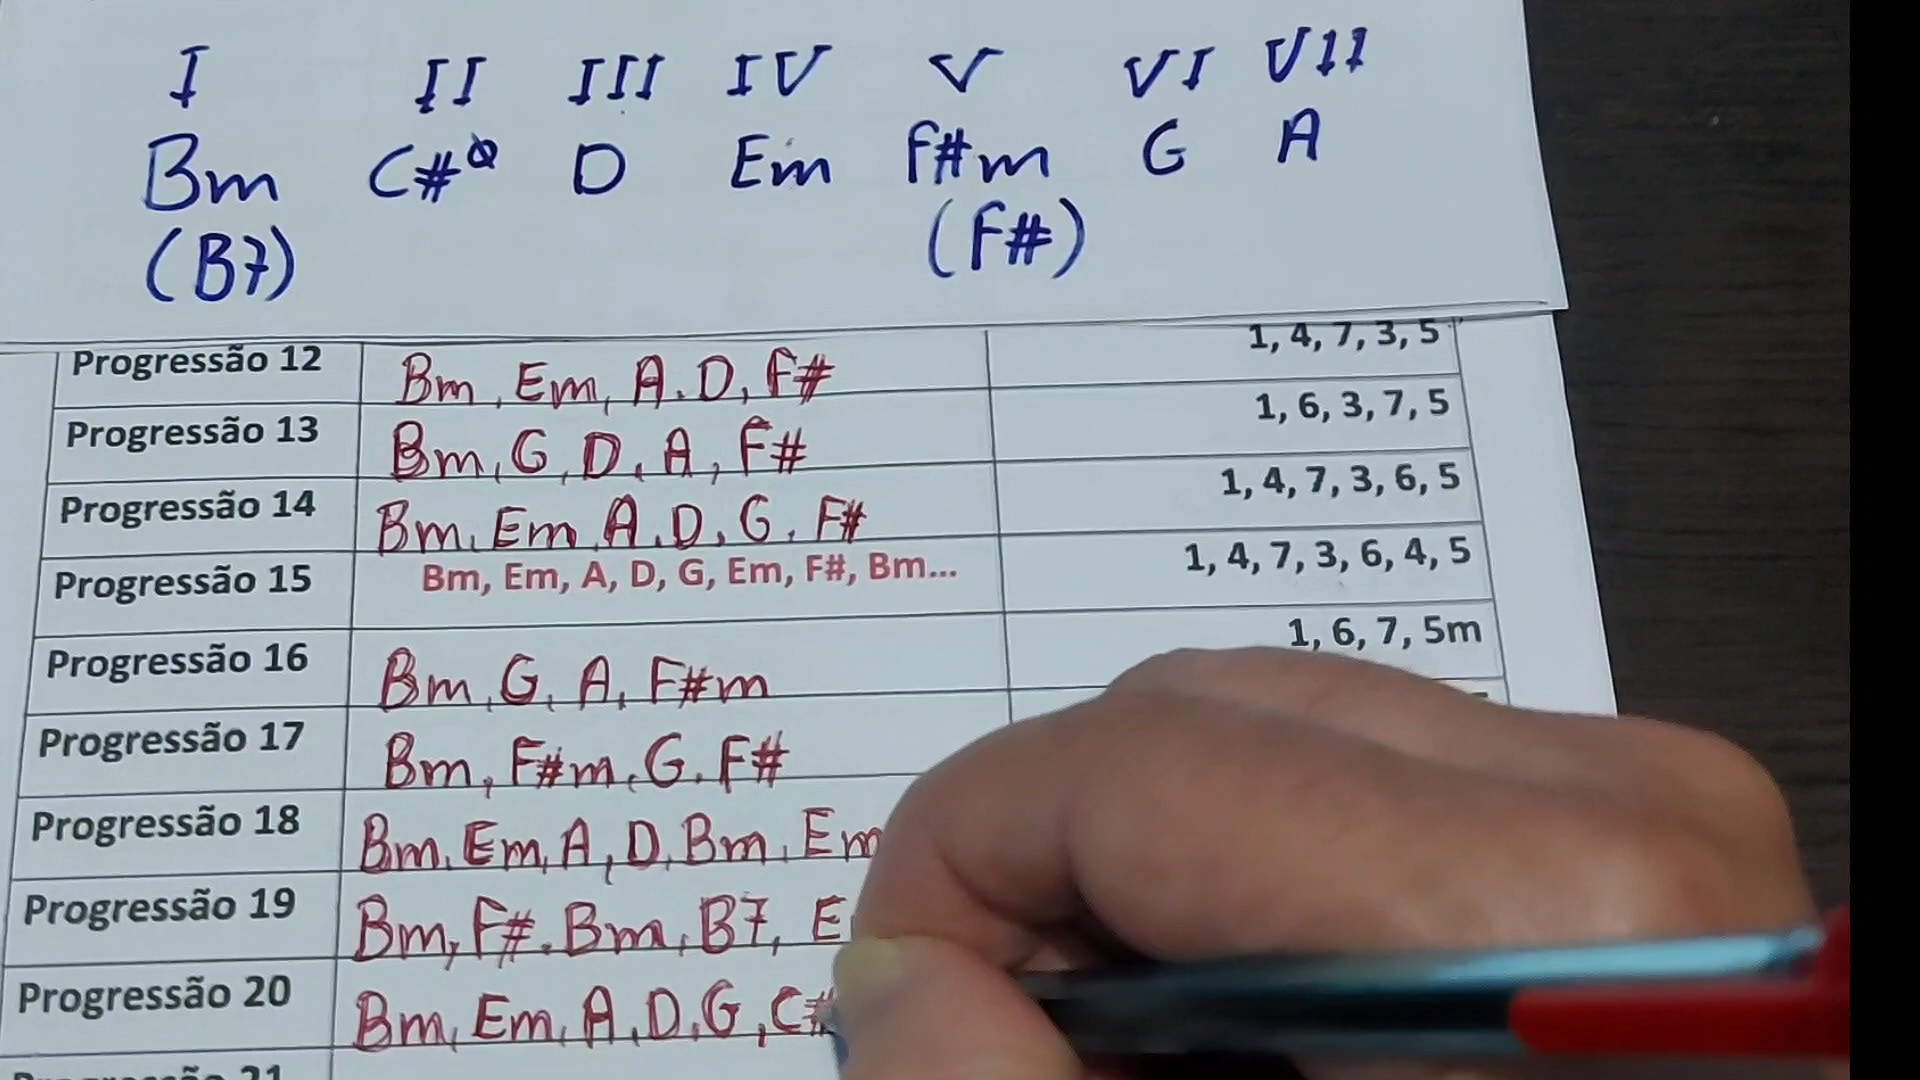 I II III IV V VI VII
Bm C#ø D Em F#m G A
(B7) (F#)
Progressão 12 Bm, Em, A, D, F# 1, 4, 7, 3, 5
Progressão 13 Bm, G, D, A, F# 1, 6, 3, 7, 5
Progressão 14 Bm, Em, A, D, G, F# 1, 4, 7, 3, 6, 5
Progressão 15 Bm, Em, A, D, G, Em, F#, Bm... 1, 4, 7, 3, 6, 4, 5
Progressão 16 Bm, G, A, F#m 1, 6, 7, 5m
Progressão 17 Bm, F#m, G, F#
Progressão 18 Bm, Em, A, D, Bm, Em
Progressão 19 Bm, F#, Bm, B7, E
Progressão 20 Bm, Em, A, D, G, C#
Progressão 21